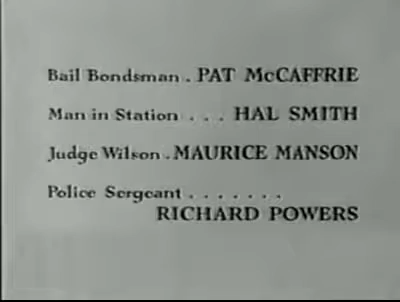 Bail Bondsman . PAT McCAFFRIE
Man in Station . . . HAL SMITH
Judge Wilson . MAURICE MANSON
Police Sergeant . . . . . . .
RICHARD POWERS